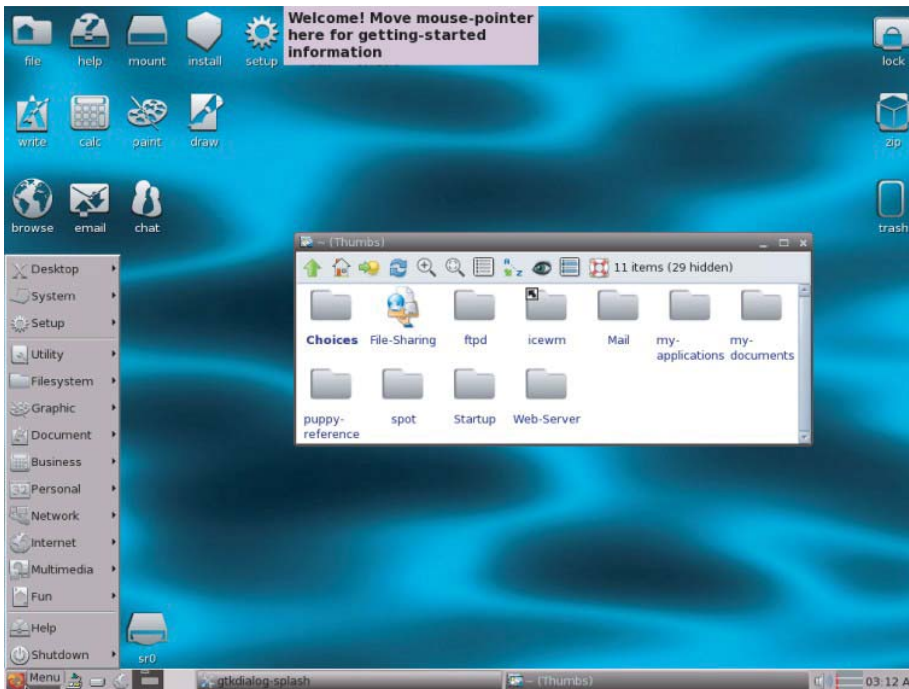 Welcome! Move mouse-pointer
here for getting-started
information
file help mount install setup
lock
write calc paint draw
zip
browse email chat
trash
~ (Thumbs)
11 items (29 hidden)
Choices File-Sharing ftpd icewm Mail my-applications my-documents
puppy-reference spot Startup Web-Server
Desktop
System
Setup
Utility
Filesystem
Graphic
Document
Business
Personal
Network
Internet
Multimedia
Fun
Help
Shutdown
sr0
Menu gtkdialog-splash ~ (Thumbs) 03:12 A